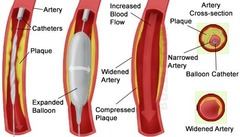 Artery
Catheters
Plaque
Expanded
Balloon
Increased
Blood
Flow
Widened
Artery
Compressed
Plaque
Artery
Cross-section
Plaque
Narrowed
Artery
Balloon Catheter
Widened
Artery